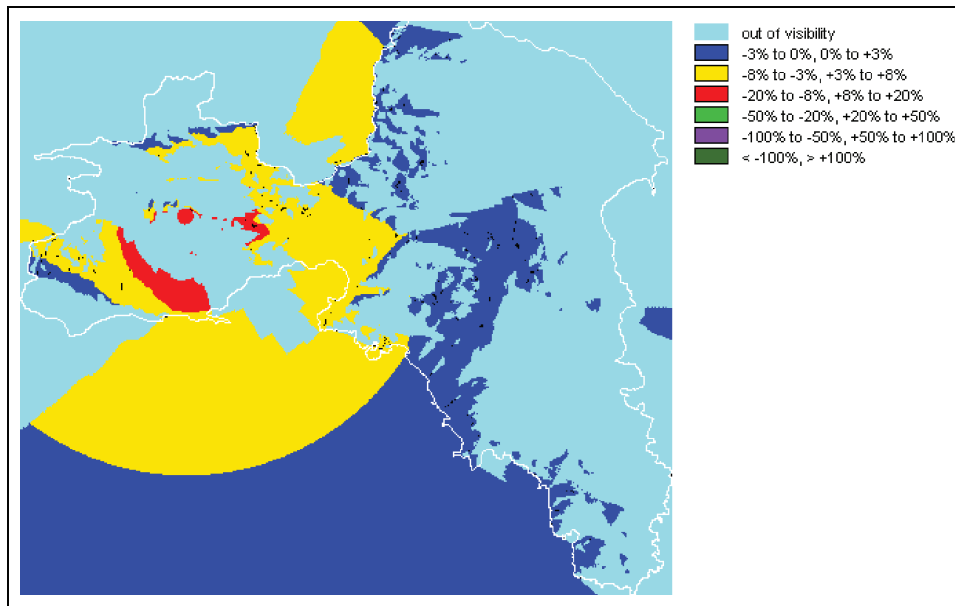 out of visibility
-3% to 0%, 0% to +3%
-8% to -3%, +3% to +8%
-20% to -8%, +8% to +20%
-50% to -20%, +20% to +50%
-100% to -50%, +50% to +100%
< -100%, > +100%